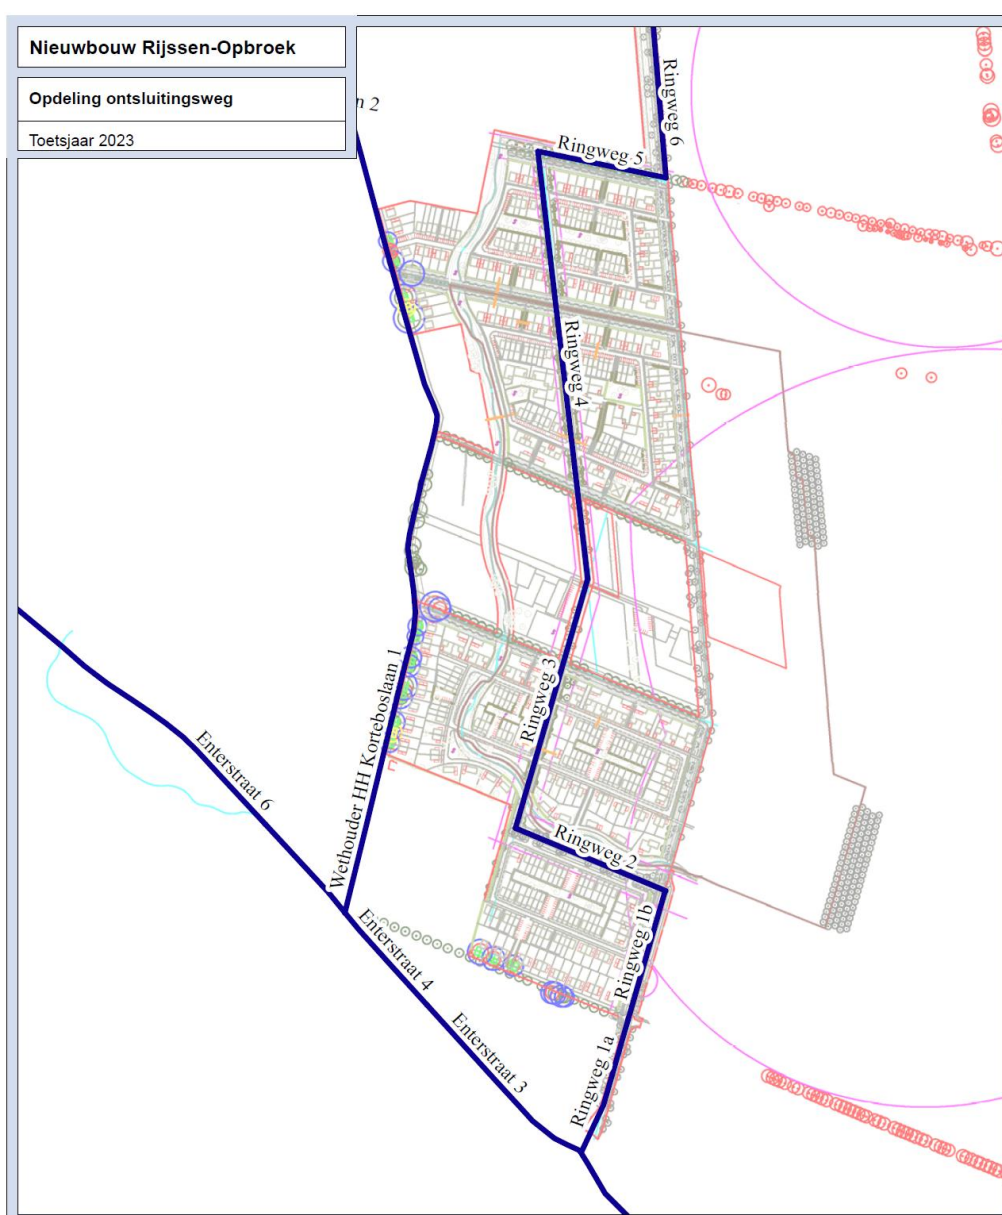 Nieuwbouw Rijssen-Opbroek
Opdeling ontsluitingsweg
Toetsjaar 2023
n 2
Ringweg 6
Ringweg 5
Ringweg 4
Ringweg 3
Wethouder HH Korteboslaan 1
Enterstraat 6
Ringweg 2
Ringweg 1b
Enterstraat 4
Enterstraat 3
Ringweg 1a